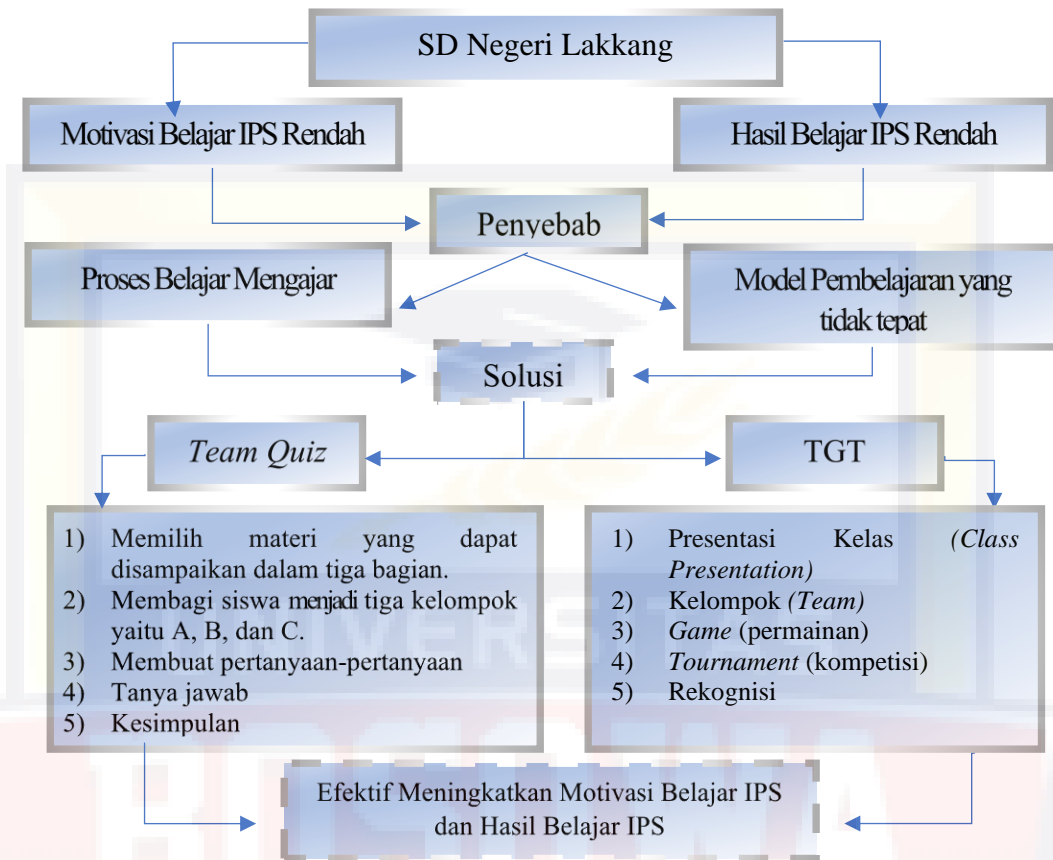 SD Negeri Lakkang
Motivasi Belajar IPS Rendah
Hasil Belajar IPS Rendah
Penyebab
Proses Belajar Mengajar
Model Pembelajaran yang
tidak tepat
Solusi
Team Quiz
TGT
1) Memilih materi yang dapat
disampaikan dalam tiga bagian.
2) Membagi siswa menjadi tiga kelompok
yaitu A, B, dan C.
3) Membuat pertanyaan-pertanyaan
4) Tanya jawab
5) Kesimpulan
1) Presentasi Kelas (Class
Presentation)
2) Kelompok (Team)
3) Game (permainan)
4) Tournament (kompetisi)
5) Rekognisi
UNIVERSITAS
BOSOWA
Efektif Meningkatkan Motivasi Belajar IPS
dan Hasil Belajar IPS